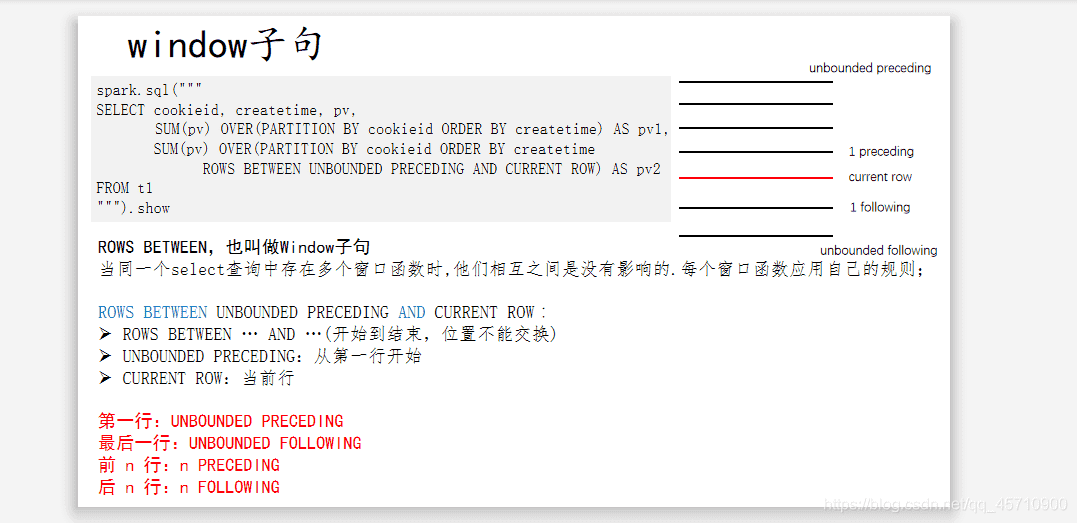 window子句
spark.sql("""
SELECT cookieid, createtime, pv,
SUM(pv) OVER(PARTITION BY cookieid ORDER BY createtime) AS pv1,
SUM(pv) OVER(PARTITION BY cookieid ORDER BY createtime
ROWS BETWEEN UNBOUNDED PRECEDING AND CURRENT ROW) AS pv2
FROM t1
""").show
unbounded preceding
1 preceding
current row
1 following
unbounded following
ROWS BETWEEN，也叫做Window子句
当同一个select查询中存在多个窗口函数时,他们相互之间是没有影响的.每个窗口函数应用自己的规则;
ROWS BETWEEN UNBOUNDED PRECEDING AND CURRENT ROW：
➢ ROWS BETWEEN … AND …(开始到结束，位置不能交换)
➢ UNBOUNDED PRECEDING：从第一行开始
➢ CURRENT ROW：当前行
第一行：UNBOUNDED PRECEDING
最后一行：UNBOUNDED FOLLOWING
前 n 行：n PRECEDING
后 n 行：n FOLLOWING
https://blog.csdn.net/qq_45710900